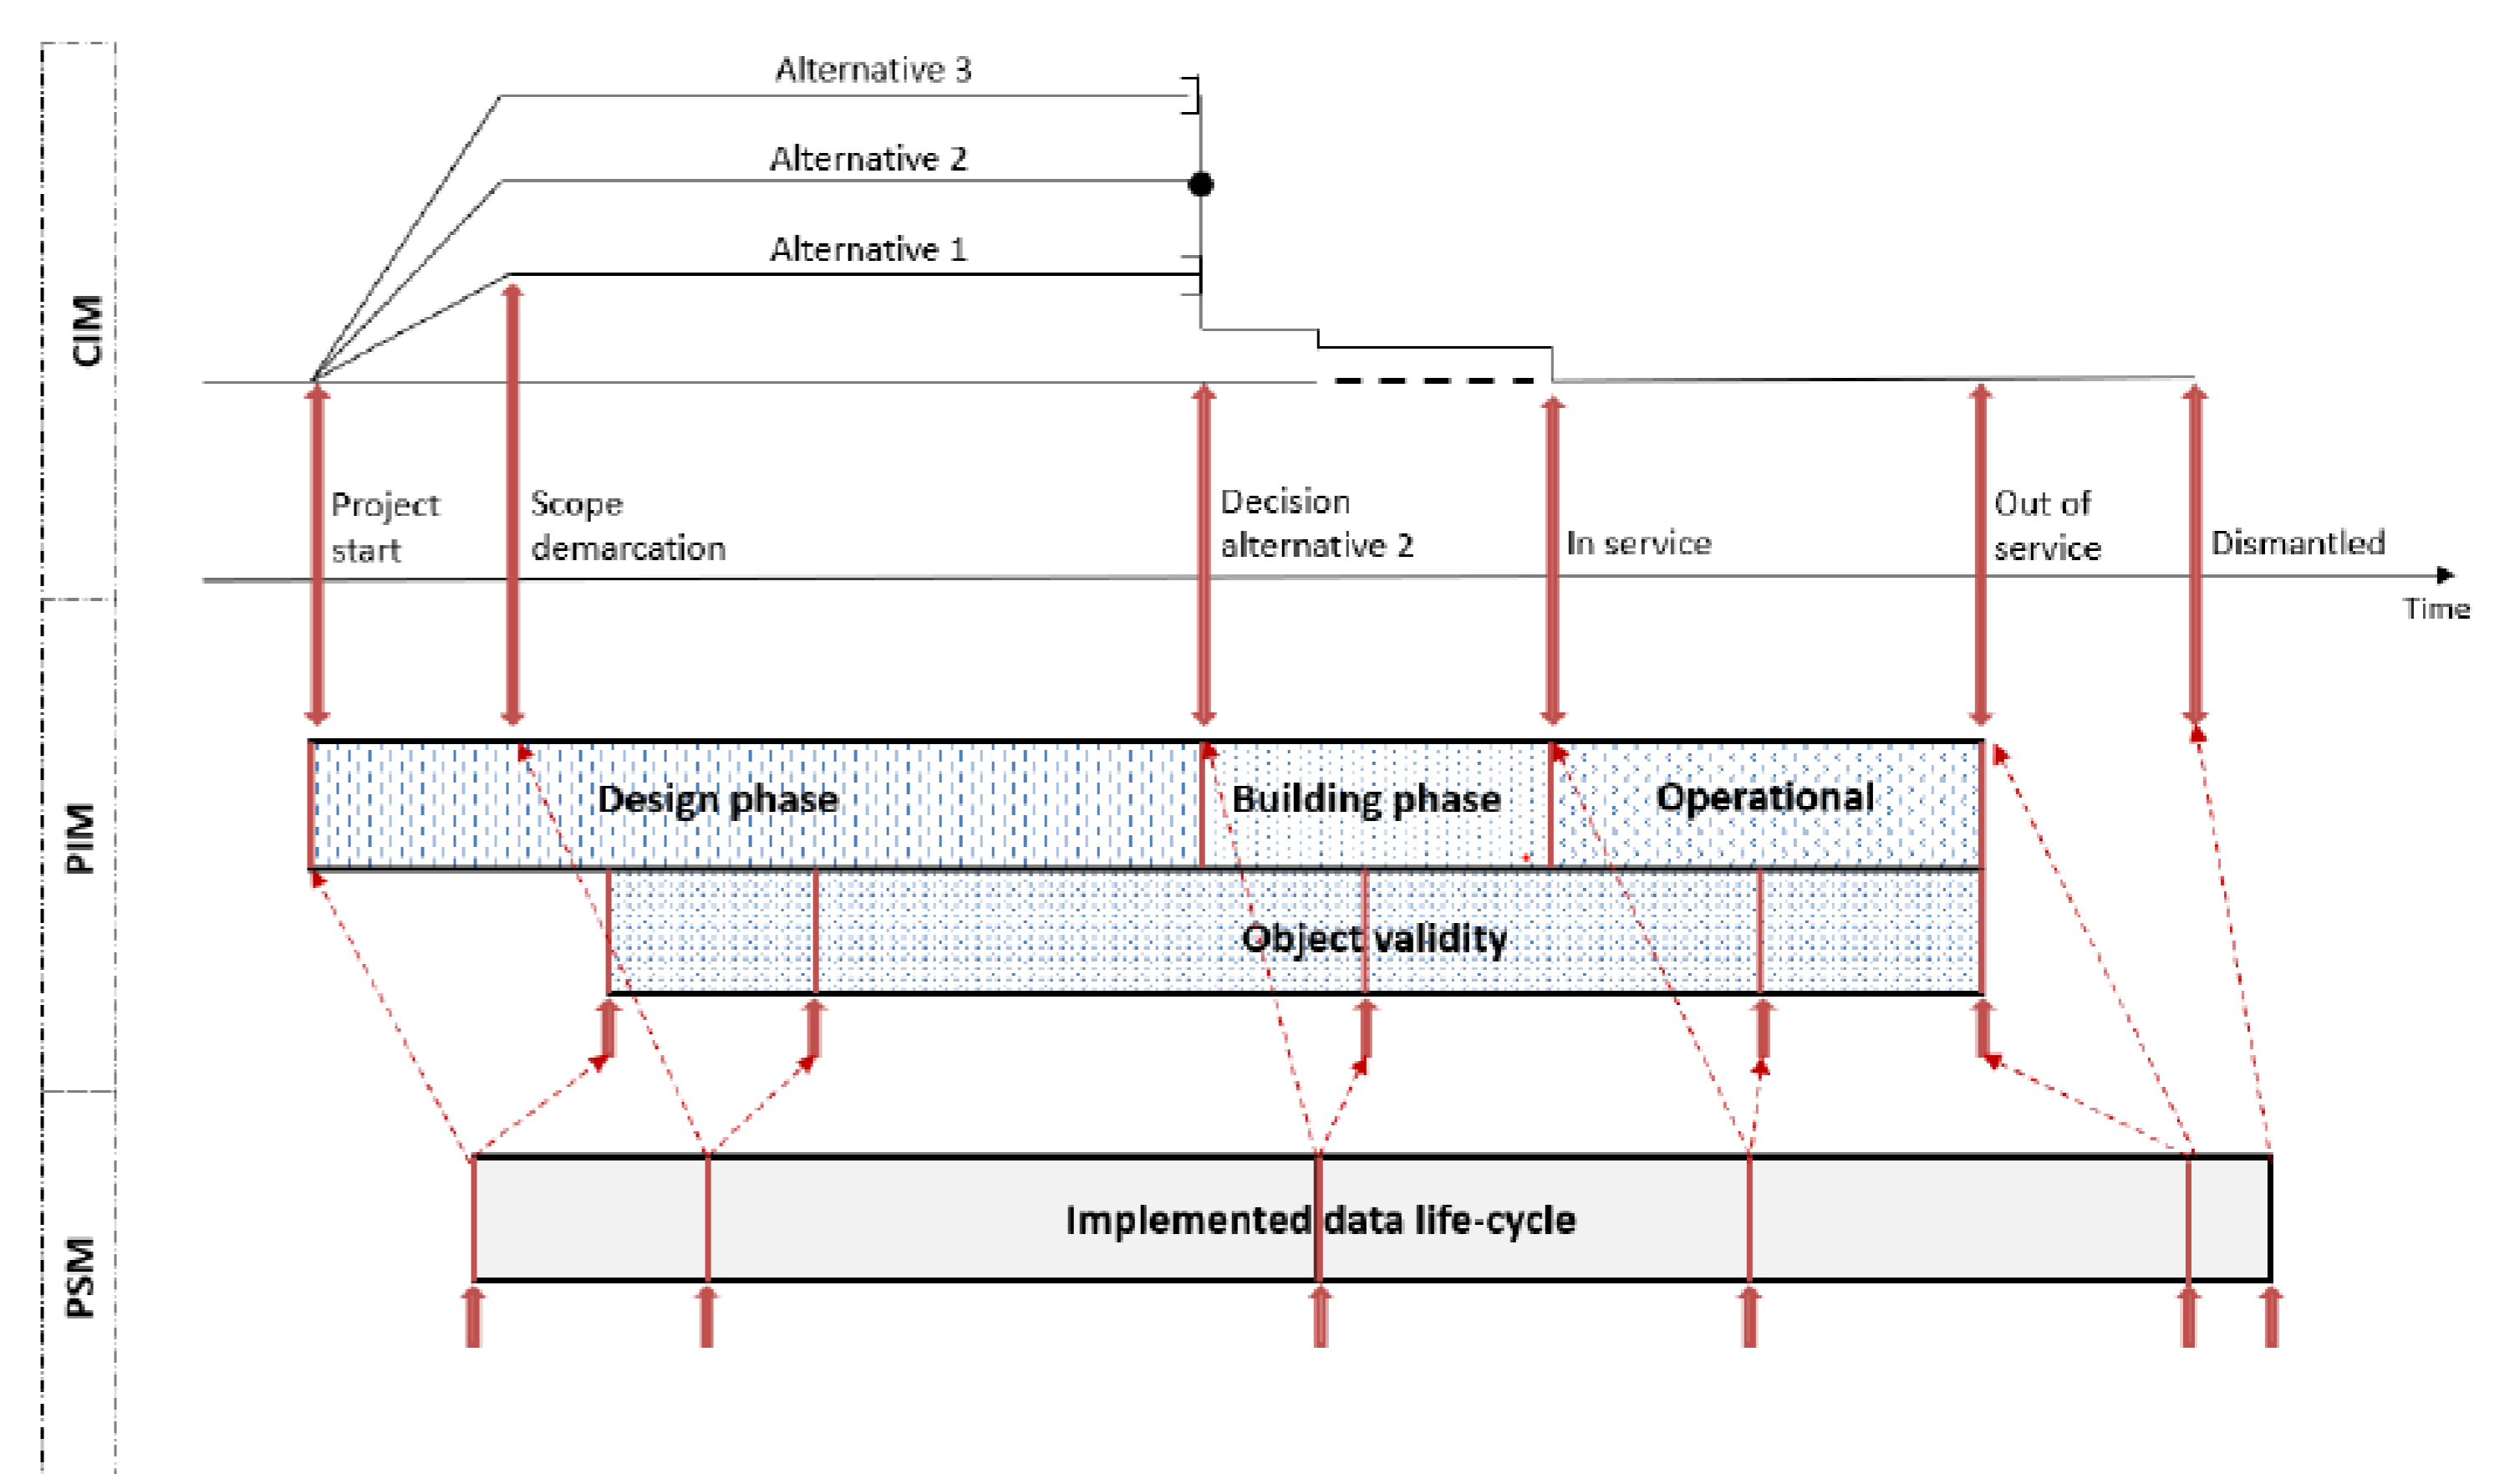 Alternative 3
Alternative 2
Alternative 1
CIM
Project
start
Scope
demarcation
Decision
alternative 2
In service
Out of
service
Dismantled
Time
PIM
Design phase
Building phase
Operational
Object validity
PSM
Implemented data life-cycle